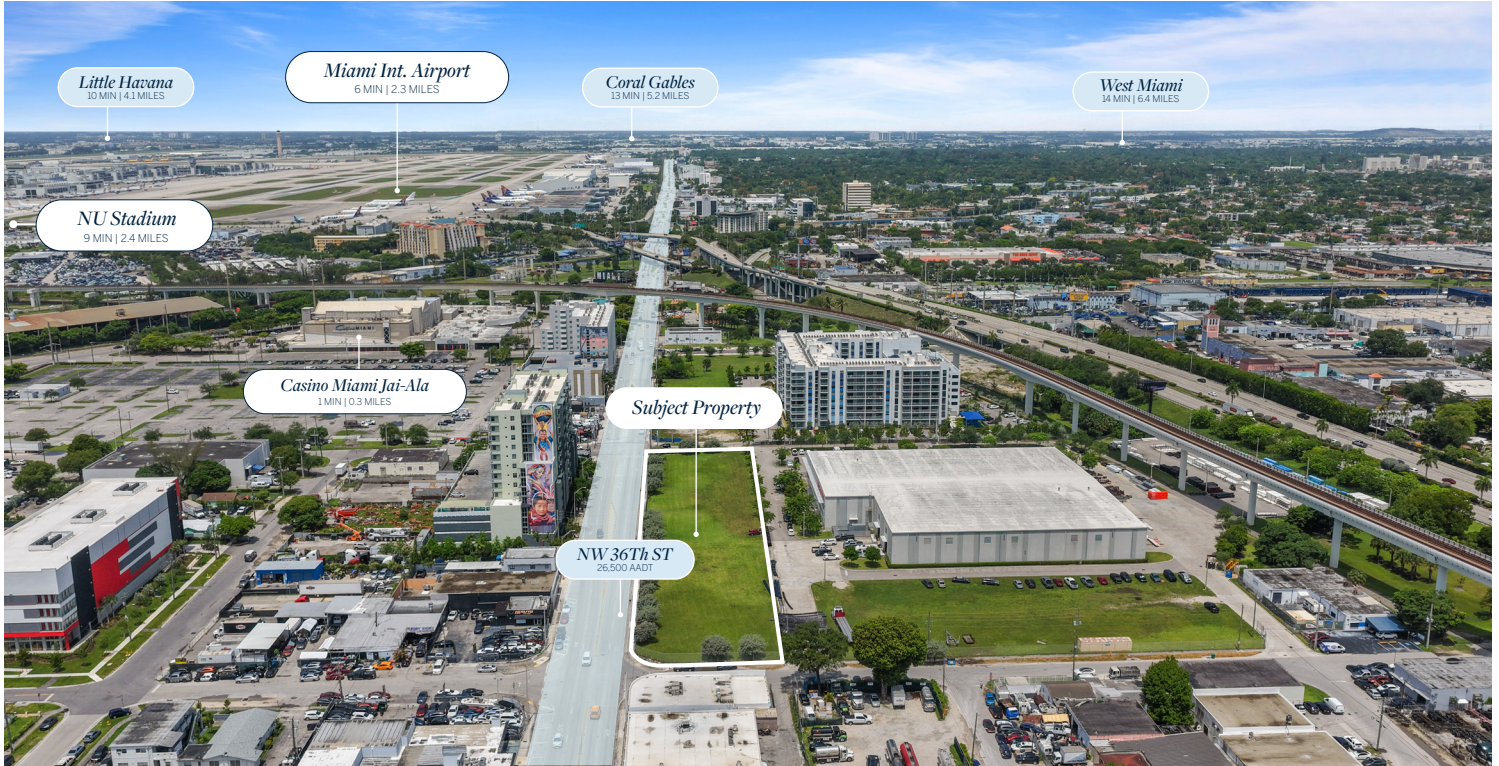 Little Havana
10 MIN | 4.1 MILES
Miami Int. Airport
6 MIN | 2.3 MILES
Coral Gables
13 MIN | 5.2 MILES
West Miami
14 MIN | 6.4 MILES
NU Stadium
9 MIN | 2.4 MILES
Casino Miami Jai-Ala
1 MIN | 0.3 MILES
Subject Property
NW 36Th ST
26,500 AADT